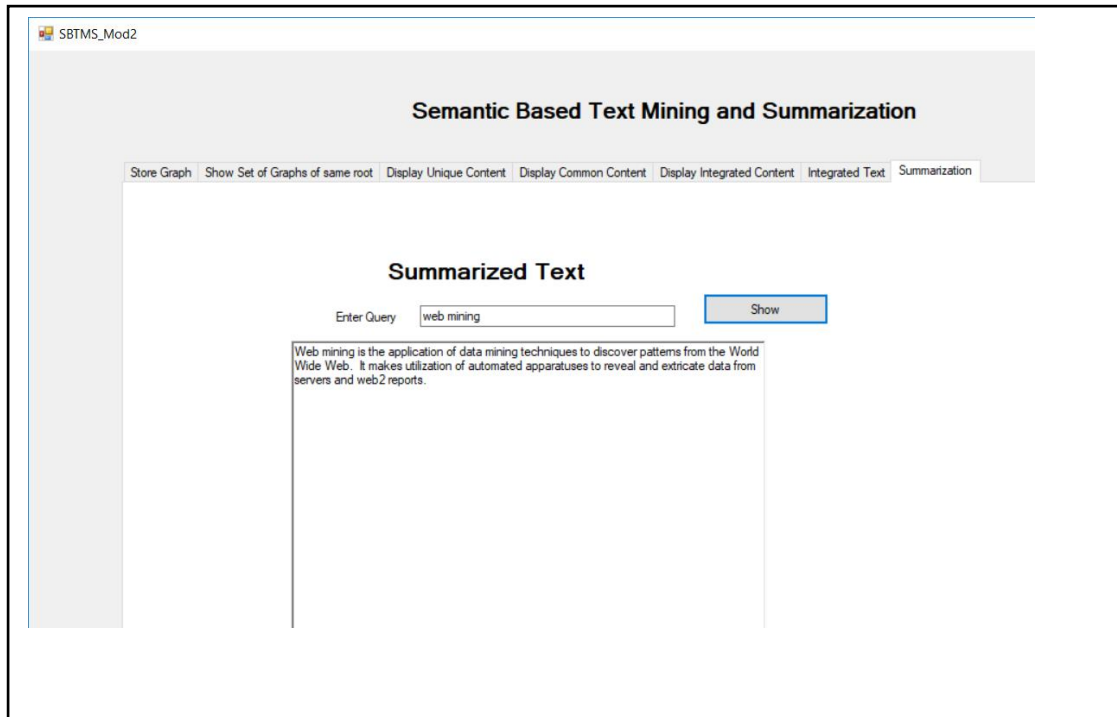 SBTMS_Mod2
Semantic Based Text Mining and Summarization
Store Graph Show Set of Graphs of same root Display Unique Content Display Common Content Display Integrated Content Integrated Text Summarization
Summarized Text
Enter Query web mining Show
Web mining is the application of data mining techniques to discover patterns from the World
Wide Web. It makes utilization of automated apparatuses to reveal and extricate data from
servers and web2 reports.